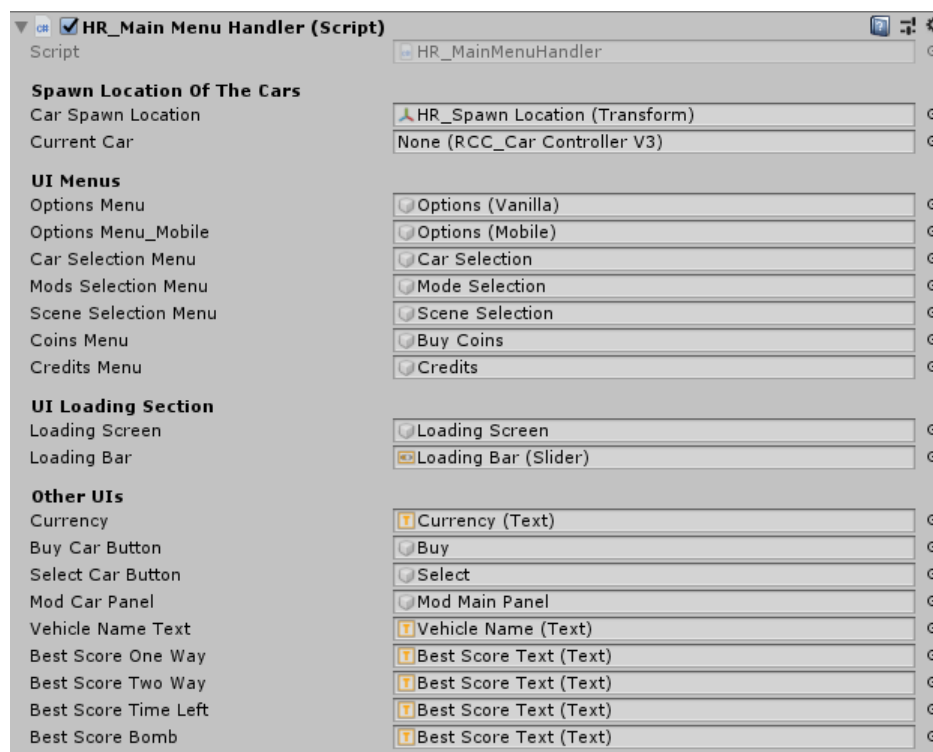 HR_Main Menu Handler (Script)
Script HR_MainMenuHandler
Spawn Location Of The Cars
Car Spawn Location HR_Spawn Location (Transform)
Current Car None (RCC_Car Controller V3)
UI Menus
Options Menu Options (Vanilla)
Options Menu_Mobile Options (Mobile)
Car Selection Menu Car Selection
Mods Selection Menu Mode Selection
Scene Selection Menu Scene Selection
Coins Menu Buy Coins
Credits Menu Credits
UI Loading Section
Loading Screen Loading Screen
Loading Bar Loading Bar (Slider)
Other UIs
Currency Currency (Text)
Buy Car Button Buy
Select Car Button Select
Mod Car Panel Mod Main Panel
Vehicle Name Text Vehicle Name (Text)
Best Score One Way Best Score Text (Text)
Best Score Two Way Best Score Text (Text)
Best Score Time Left Best Score Text (Text)
Best Score Bomb Best Score Text (Text)